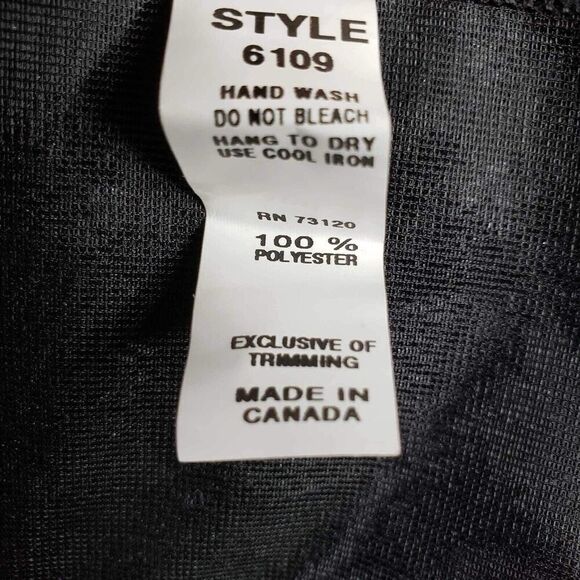 STYLE
6109
HAND WASH
DO NOT BLEACH
HANG TO DRY
USE COOL IRON
RN 73120
100 %
POLYESTER
EXCLUSIVE OF
TRIMMING
MADE IN
CANADA